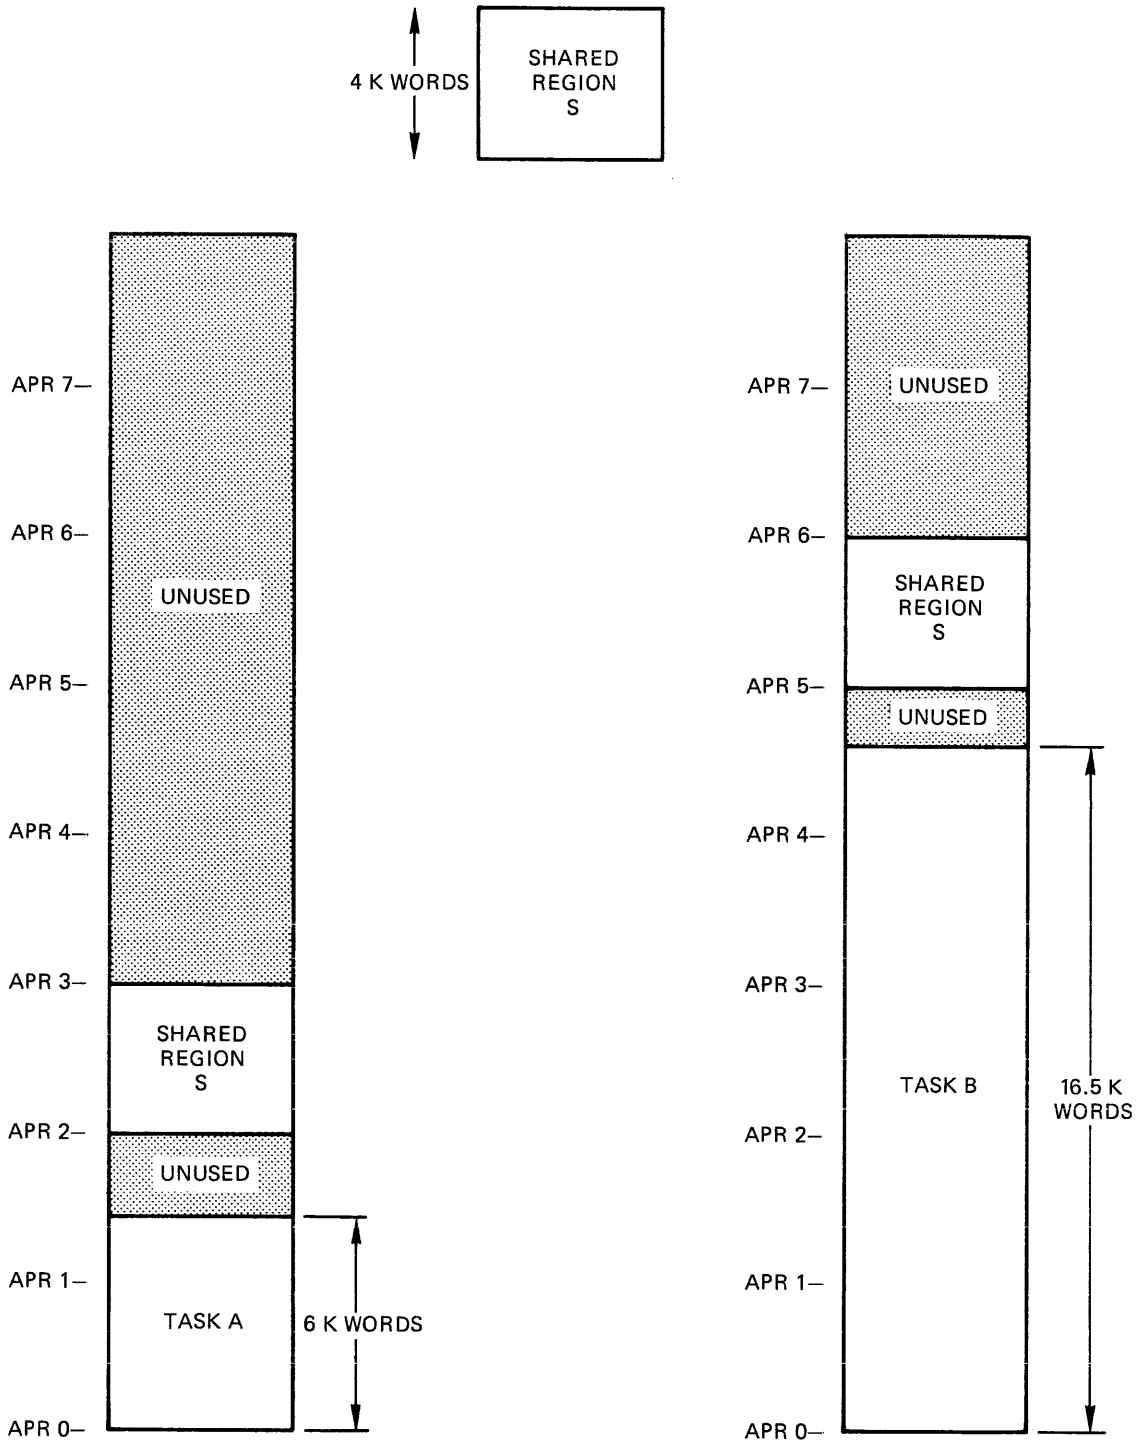 4 K WORDS
SHARED
REGION
S
APR 7
APR 6
UNUSED
APR 5
APR 4
APR 3
SHARED
REGION
S
APR 2
UNUSED
APR 1
TASK A
6 K WORDS
APR 0
APR 7
UNUSED
APR 6
SHARED
REGION
S
APR 5
UNUSED
APR 4
APR 3
TASK B
16.5 K
WORDS
APR 2
APR 1
APR 0